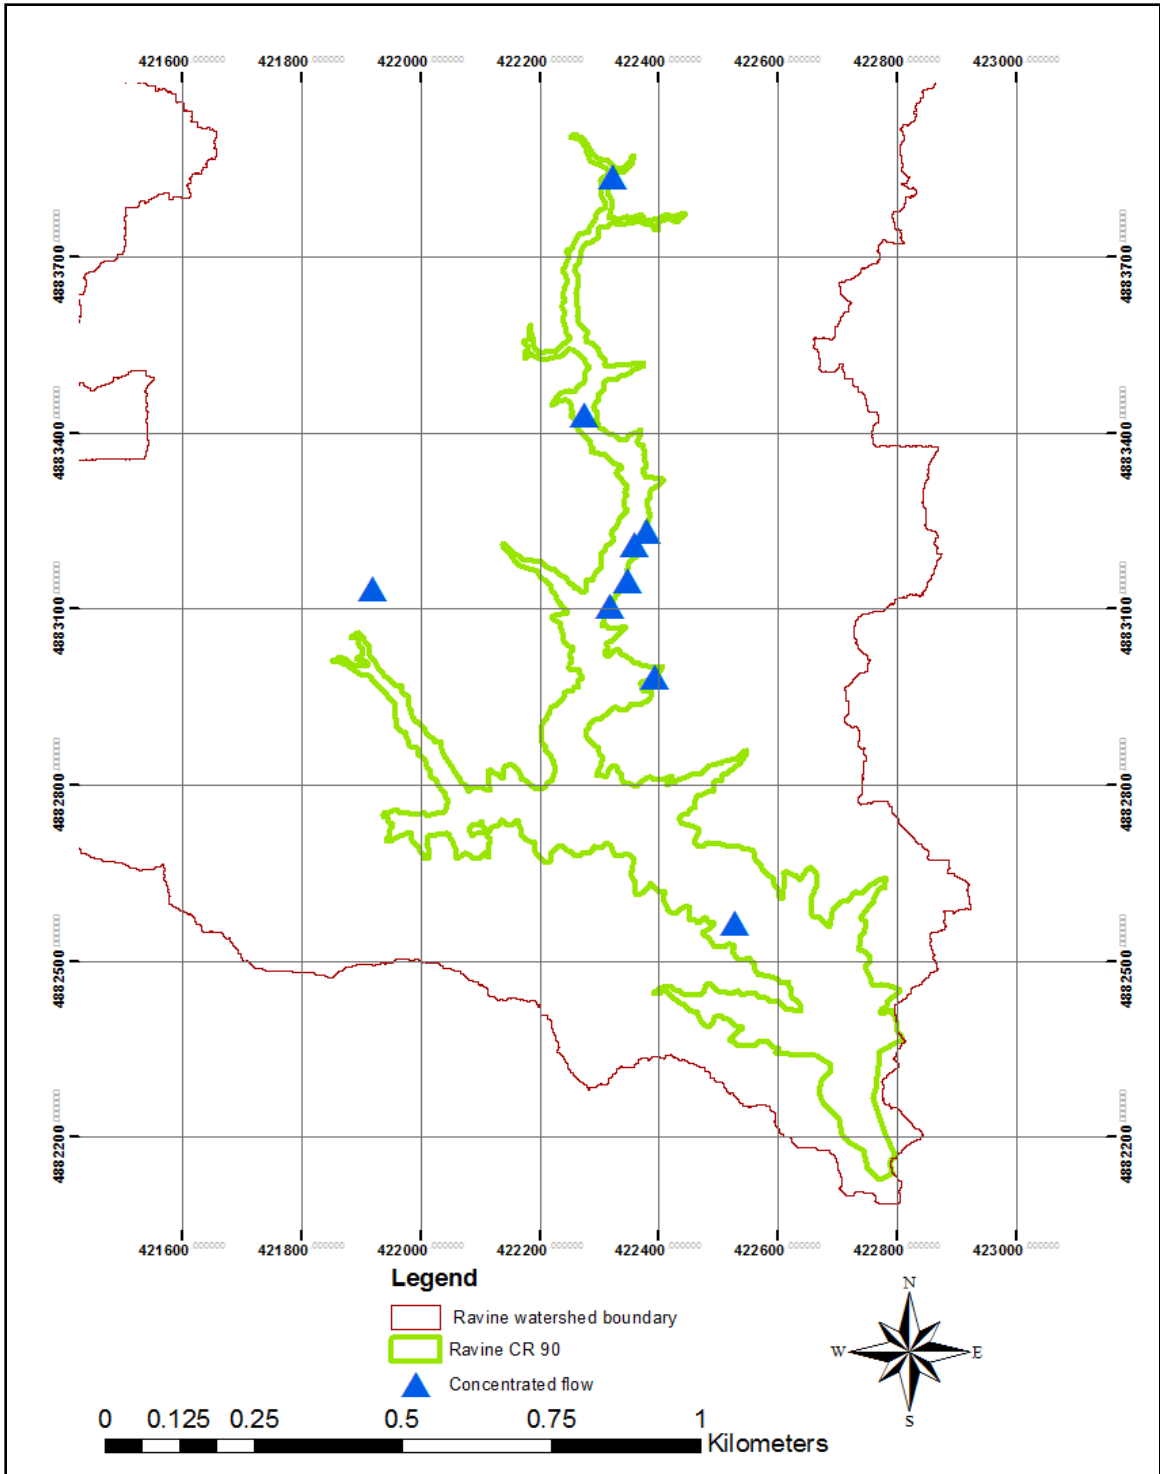 421600 421800 422000 422200 422400 422600 422800 423000
4883700 4883700
4883400 4883400
4883100 4883100
4882800 4882800
4882500 4882500
4882200 4882200
421600 421800 422000 422200 422400 422600 422800 423000
Legend
Ravine watershed boundary
Ravine CR 90
Concentrated flow
N
W E
S
0 0.125 0.25 0.5 0.75 1
Kilometers